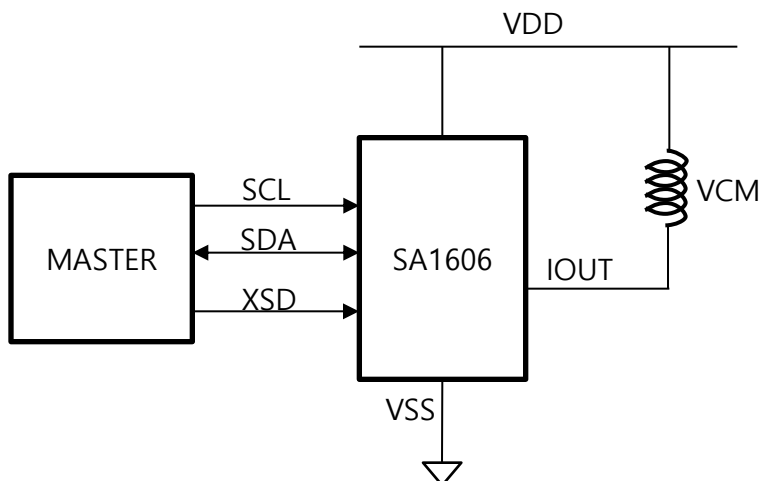 VDD
SCL
SDA
XSD
MASTER
SA1606
IOUT
VCM
VSS